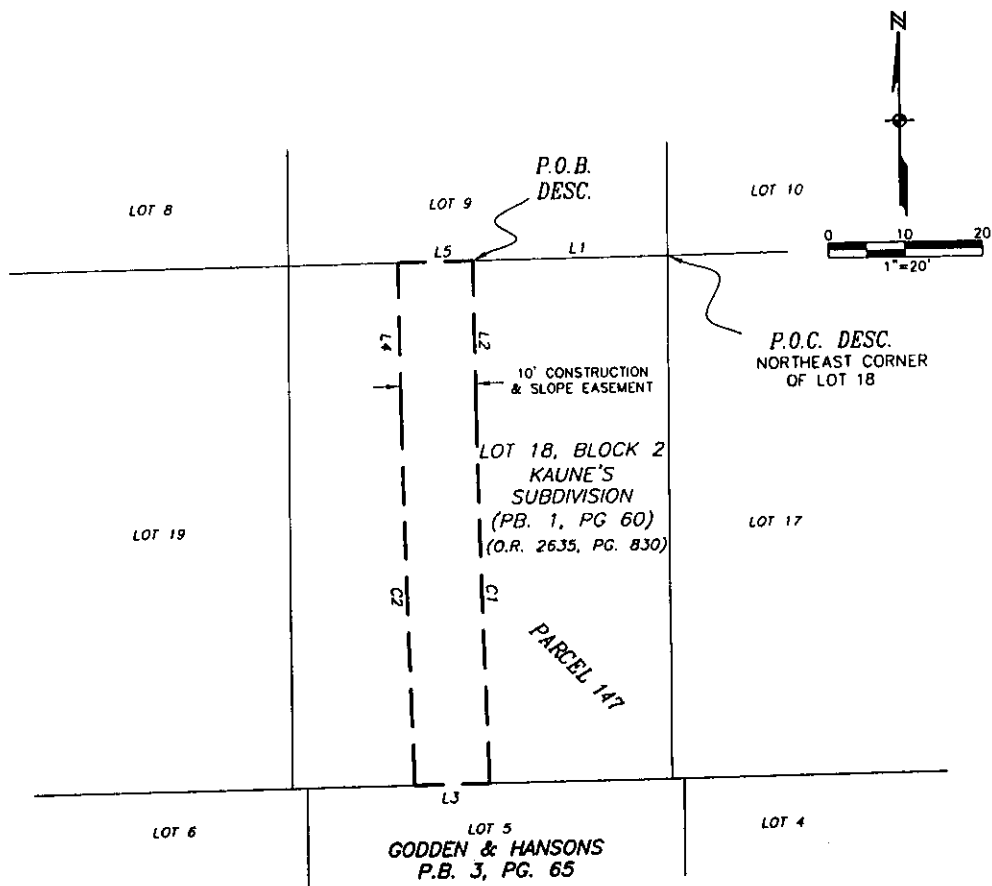 N
P.O.B.
DESC.
LOT 8
LOT 9
LOT 10
0 10 20
1"=20'
L5
L1
P.O.C. DESC.
NORTHEAST CORNER
OF LOT 18
L4
L2
10' CONSTRUCTION
& SLOPE EASEMENT
LOT 18, BLOCK 2
KAUNE'S
SUBDIVISION
(PB. 1, PG 60)
(O.R. 2635, PG. 830)
LOT 19
LOT 17
C2
C1
PARCEL 147
L3
LOT 6
LOT 5
LOT 4
GODDEN & HANSONS
P.B. 3, PG. 65